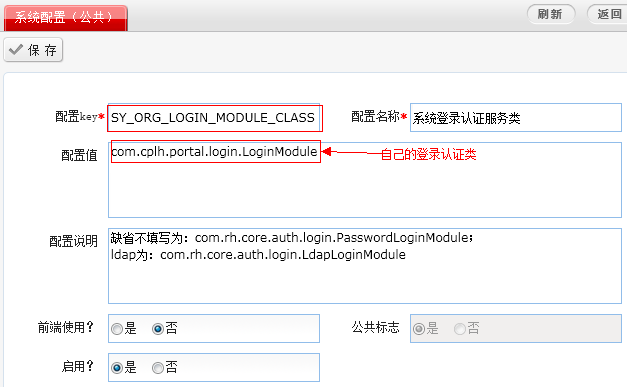 系统配置（公共）
刷新
返回
保存
配置key*
SY_ORG_LOGIN_MODULE_CLASS
配置名称*
系统登录认证服务类
配置值
com.cplh.portal.login.LoginModule
自己的登录认证类
配置说明
缺省不填写为：com.rh.core.auth.login.PasswordLoginModule；
ldap为：com.rh.core.auth.login.LdapLoginModule
前端使用？
是
否
公共标志
是
否
启用？
是
否